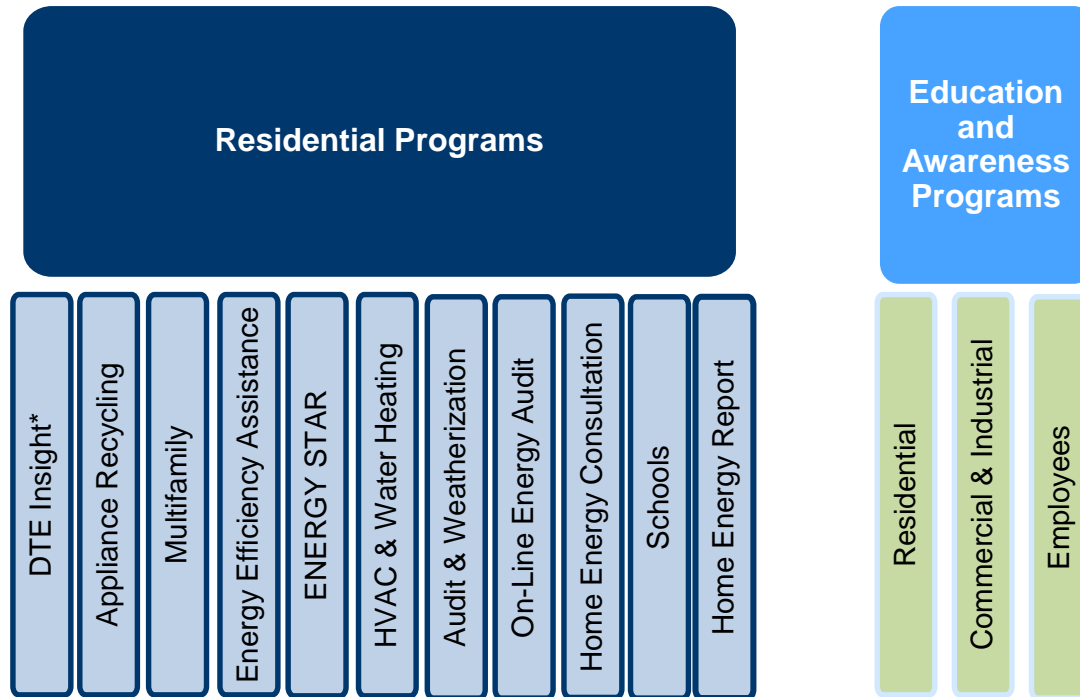 Residential Programs
Education
and
Awareness
Programs
DTE Insight*
Appliance Recycling
Multifamily
Energy Efficiency Assistance
ENERGY STAR
HVAC & Water Heating
Audit & Weatherization
On-Line Energy Audit
Home Energy Consultation
Schools
Home Energy Report
Residential
Commercial & Industrial
Employees